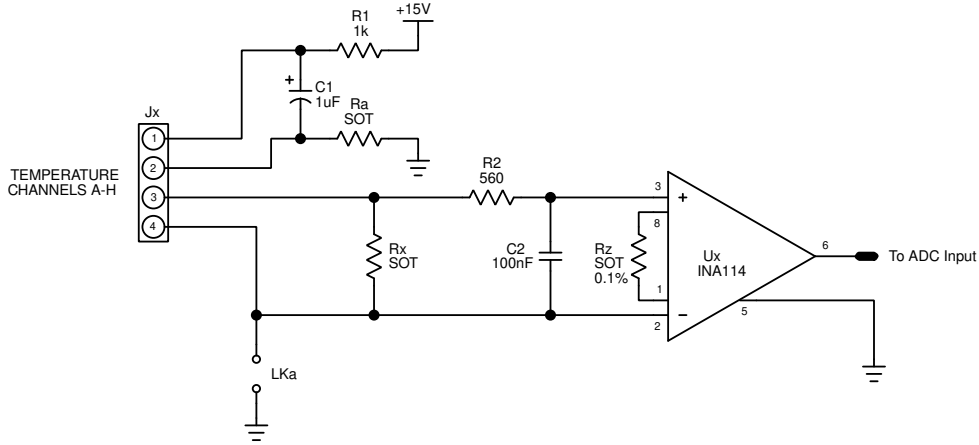 +15V
R1
1k
+
C1
1uF
Ra
SOT
Jx
1
2
3
4
TEMPERATURE
CHANNELS A-H
R2
560
Rx
SOT
C2
100nF
Rz
SOT
0.1%
3
+
8
1
2
−
Ux
INA114
6
5
To ADC Input
LKa